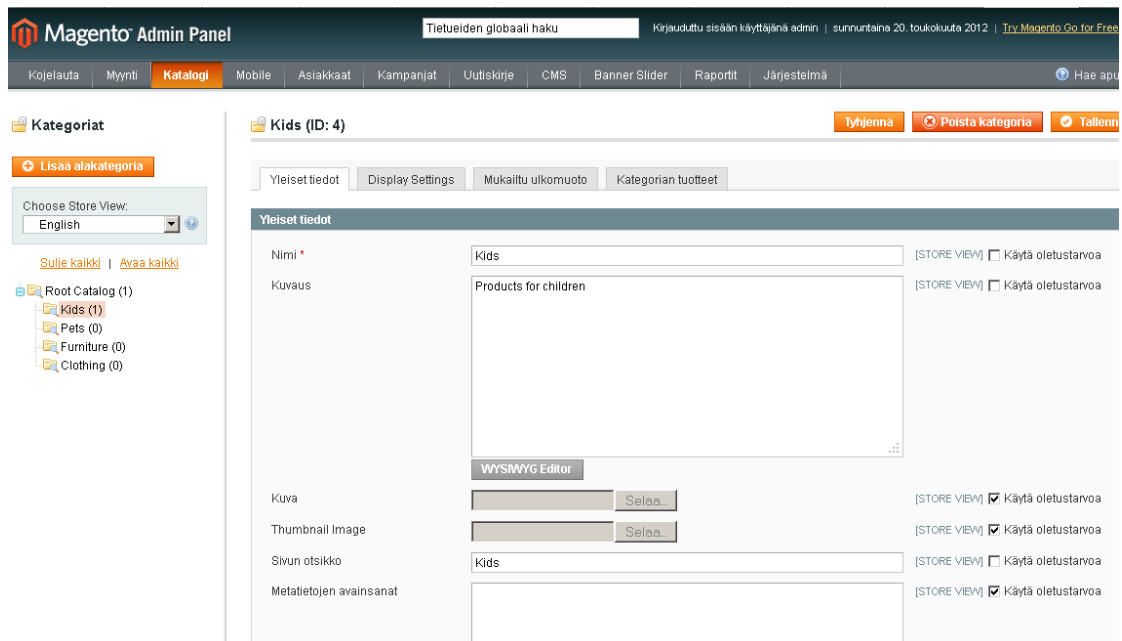 Magento Admin Panel
Tietueiden globaali haku
Kirjauduttu sisään käyttäjänä admin | sunnuntaina 20. toukokuuta 2012 | Try Magento Go for Free
Kojelauta Myynti Katalogi Mobile Asiakkaat Kampanjat Uutiskirje CMS Banner Slider Raportit Järjestelmä Hae apu
Kategoriat
Kids (ID: 4)
Tyhjennä Poista kategoria Tallenn
Lisää alakategoria
Yleiset tiedot Display Settings Mukailtu ulkomuoto Kategorian tuotteet
Choose Store View:
English
Yleiset tiedot
Sulje kaikki | Avaa kaikki
Nimi * Kids [STORE VIEW] Käytä oletustarvoa
Kuvaus Products for children [STORE VIEW] Käytä oletustarvoa
Root Catalog (1)
Kids (1)
Pets (0)
Furniture (0)
Clothing (0)
WYSIWYG Editor
Kuva Selaa... [STORE VIEW] Käytä oletustarvoa
Thumbnail Image Selaa... [STORE VIEW] Käytä oletustarvoa
Sivun otsikko Kids [STORE VIEW] Käytä oletustarvoa
Metatietojen avainsanat [STORE VIEW] Käytä oletustarvoa